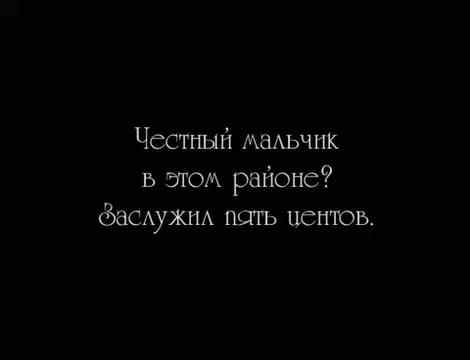 Честный мальчик
в этом районе?
Заслужил пять центов.